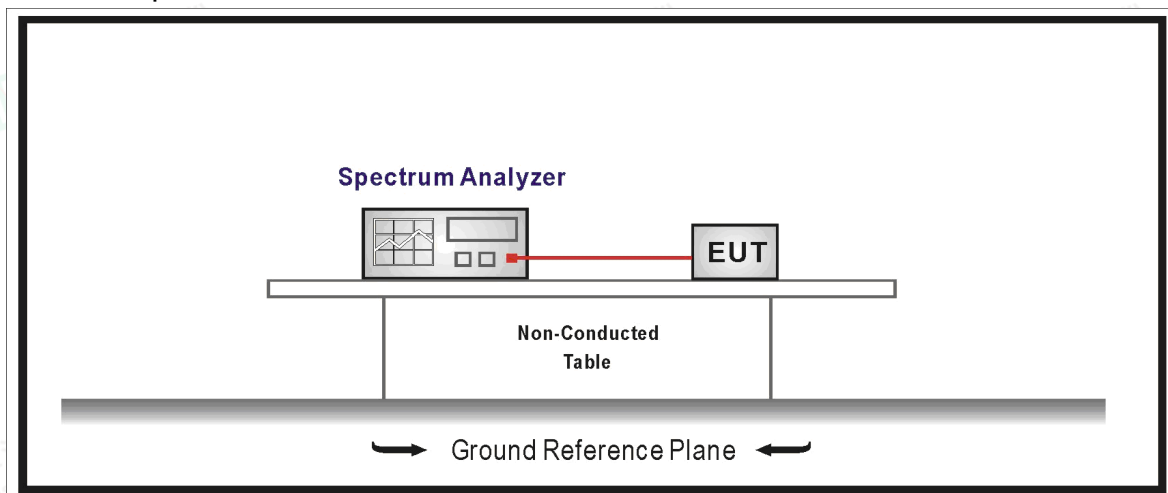 Spectrum Analyzer
EUT
Non-Conducted
Table
Ground Reference Plane